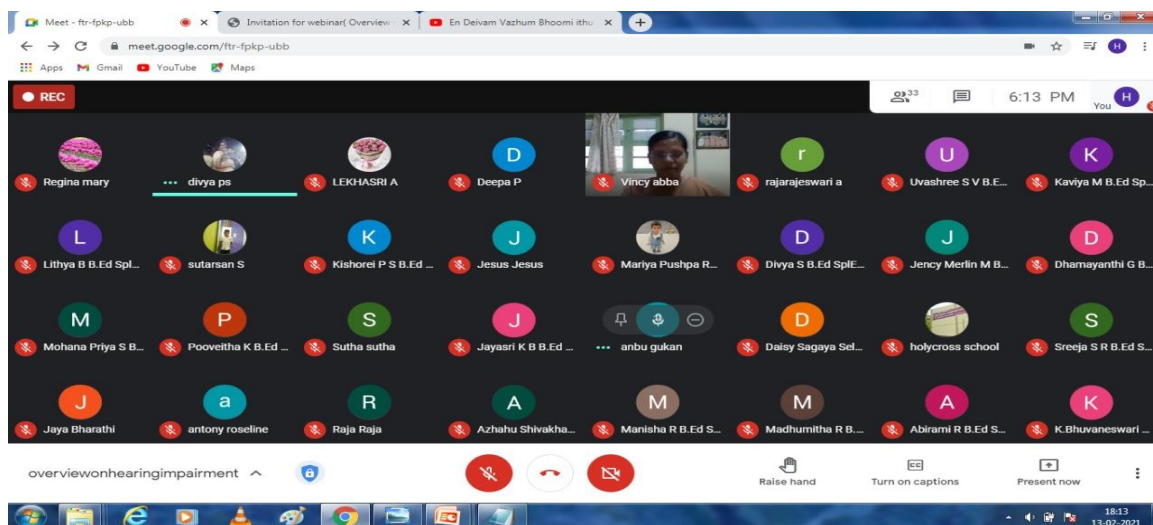 Meet - ftr-fpkp-ubb
Invitation for webinar( Overview
En Deivam Vazhum Bhoomi ithu
meet.google.com/ftr-fpkp-ubb
H
Apps Gmail YouTube Maps
REC
33
6:13 PM
You H
D r U K
Regina mary divya ps LEKHASRI A Deepa P Vincy abba rajarajeswari a Uvashree S V B.E... Kaviya M B.Ed Sp...
L K J D J D
Lithya B B.Ed Spl... sutarsan S Kishorei P S B.Ed ... Jesus Jesus Mariya Pushpa R... Divya S B.Ed SplE... Jency Merlin M B... Dhamayanthi G B...
M P S J D S
Mohana Priya S B... Pooveitha K B.Ed ... Sutha sutha Jayasri K B B.Ed ... anbu gukan Daisy Sagaya Sel... holycross school Sreeja S R B.Ed S...
J a R A M M A K
Jaya Bharathi antony roseline Raja Raja Azhahu Shivakha... Manisha R B.Ed S... Madhumitha R B.... Abirami R B.Ed S... K.Bhuvaneswari ...
overviewonhearingimpairment
Raise hand
CC
Turn on captions
Present now
18:13
13-02-2021